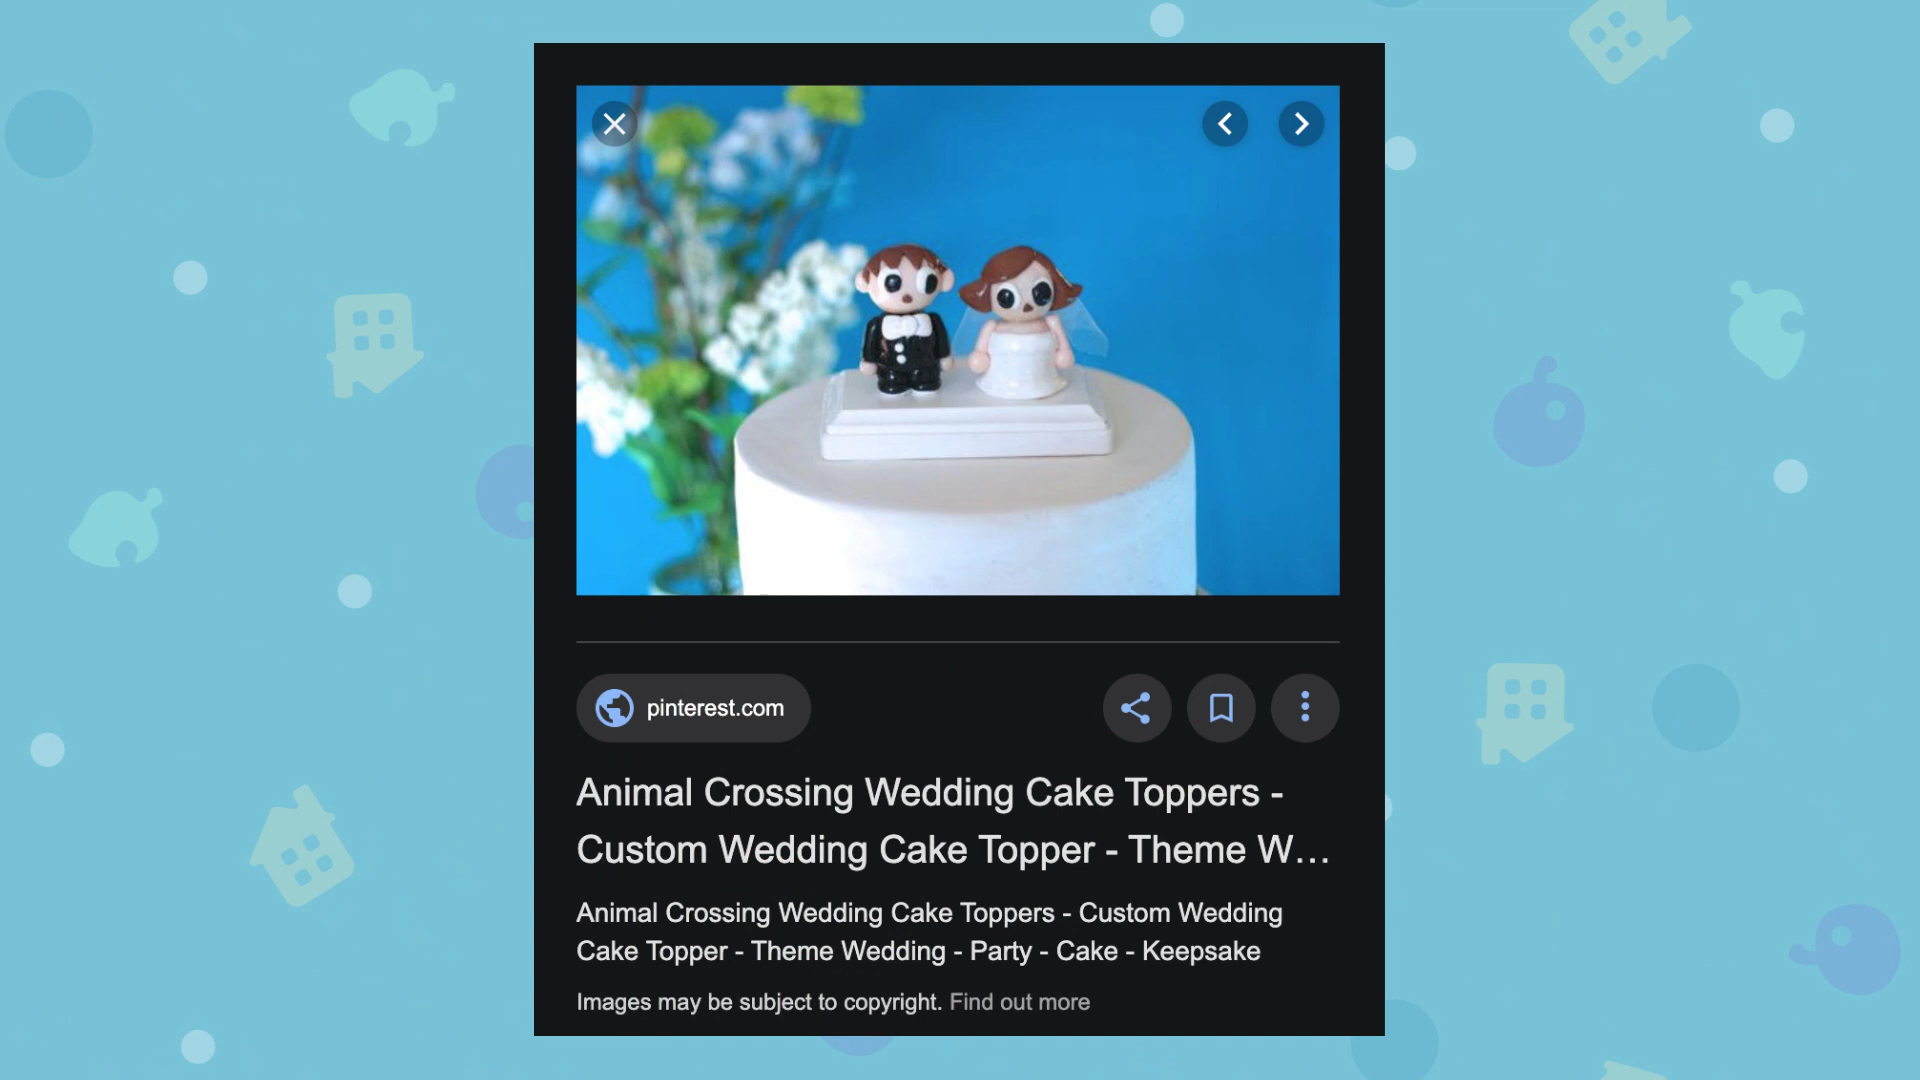 pinterest.com
Animal Crossing Wedding Cake Toppers -
Custom Wedding Cake Topper - Theme W...
Animal Crossing Wedding Cake Toppers - Custom Wedding
Cake Topper - Theme Wedding - Party - Cake - Keepsake
Images may be subject to copyright. Find out more